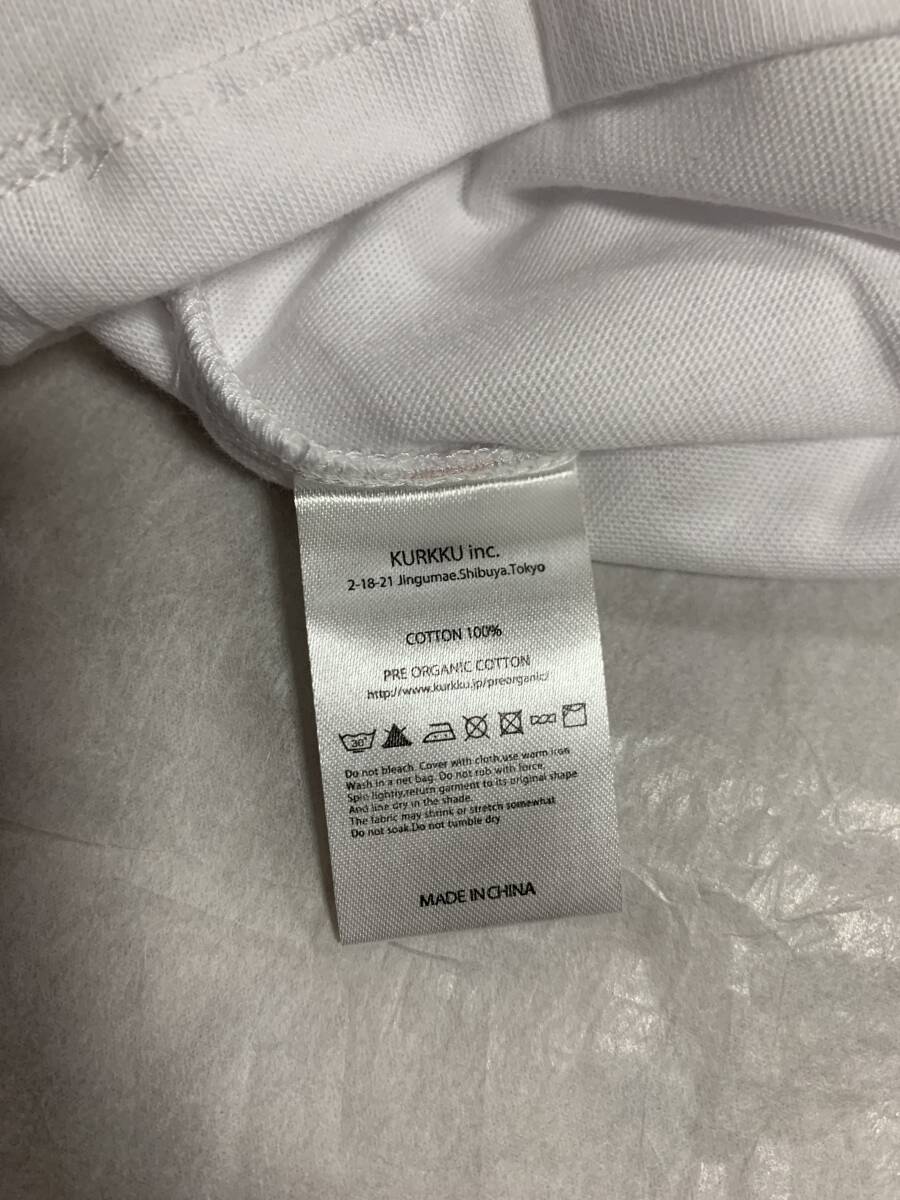 KURKKU inc.
2-18-21 Jingumae.Shibuya.Tokyo
COTTON 100%
PRE ORGANIC COTTON
http://www.kurkku.jp/preorganic/
30°
Do not bleach. Cover with cloth,use warm iron
Wash in a net bag. Do not rub with force.
Spin lightly,return garment to its original shape
And line dry in the shade.
The fabric may shrink or stretch somewhat
Do not soak.Do not tumble dry
MADE IN CHINA